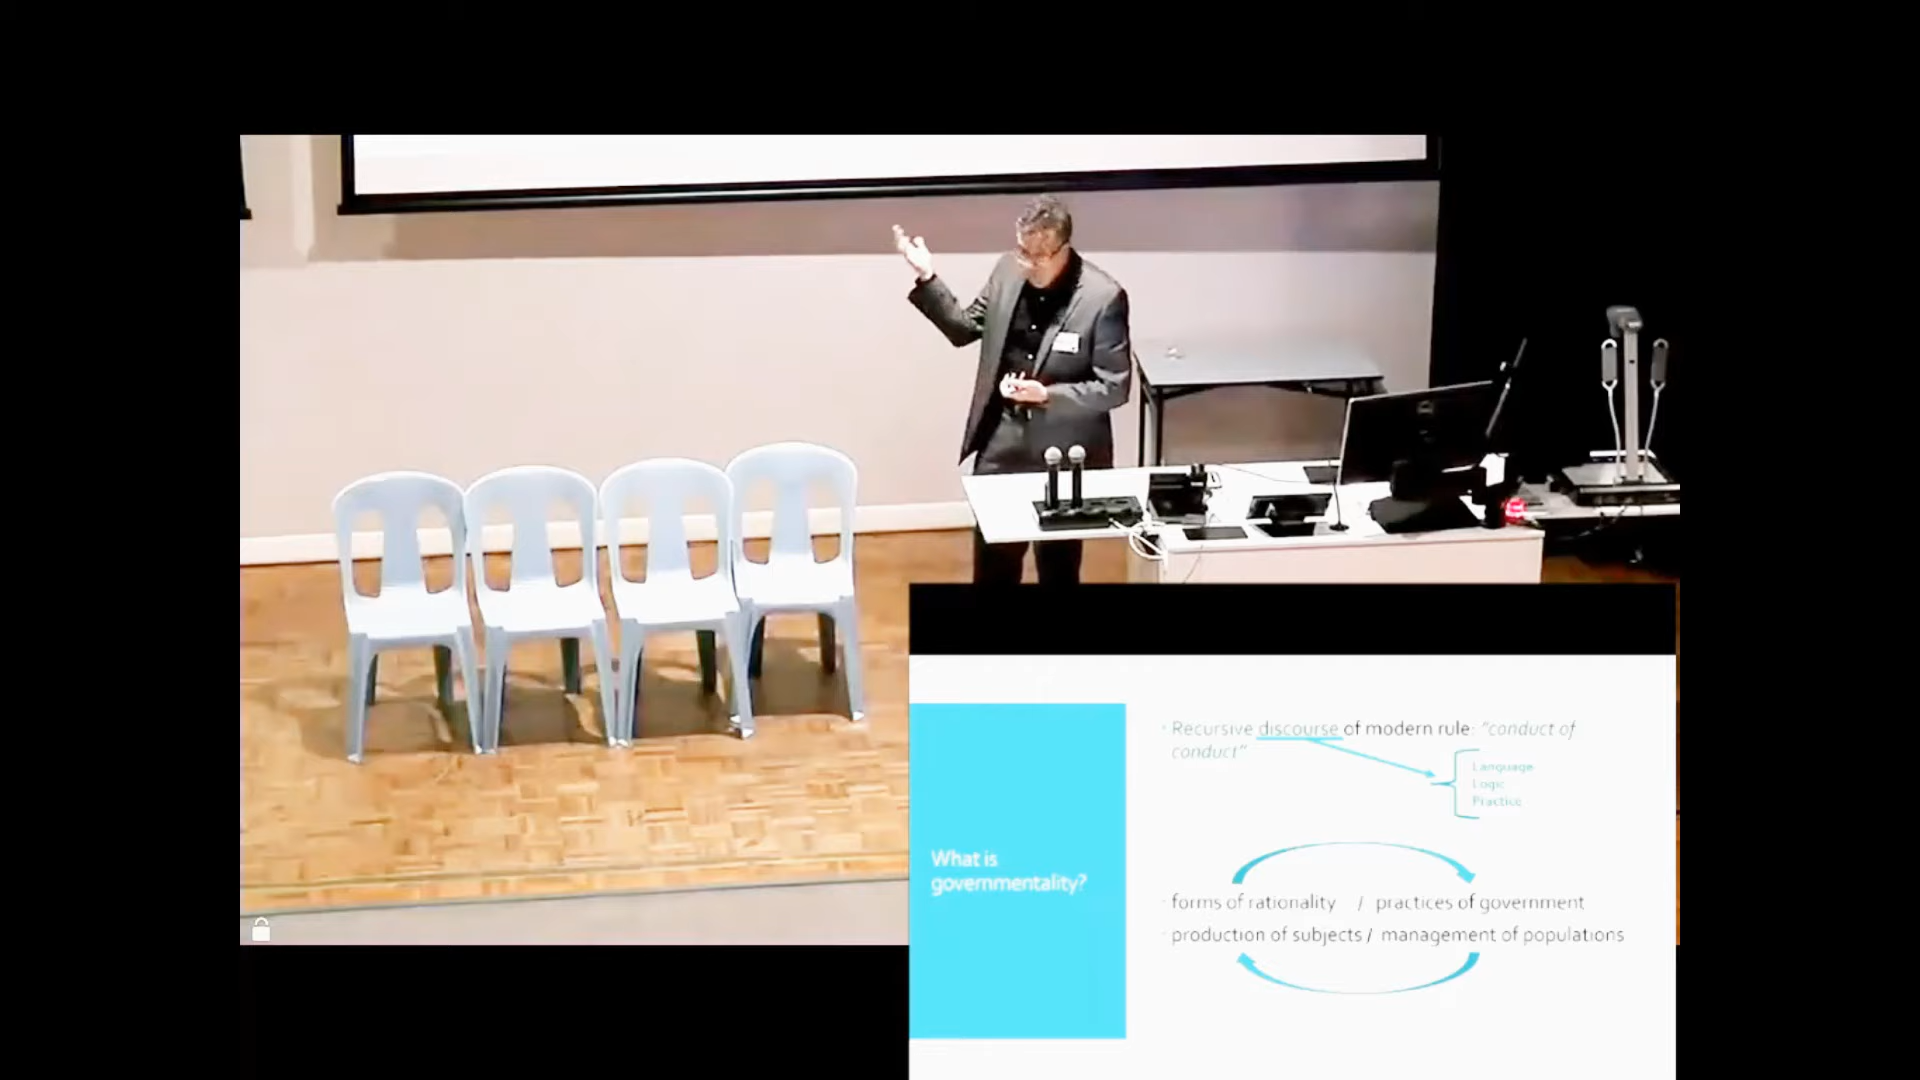 What is
governmentality?
Recursive discourse of modern rule: "conduct of
conduct"
Language
Logic
Practice
forms of rationality / practices of government
production of subjects / management of populations